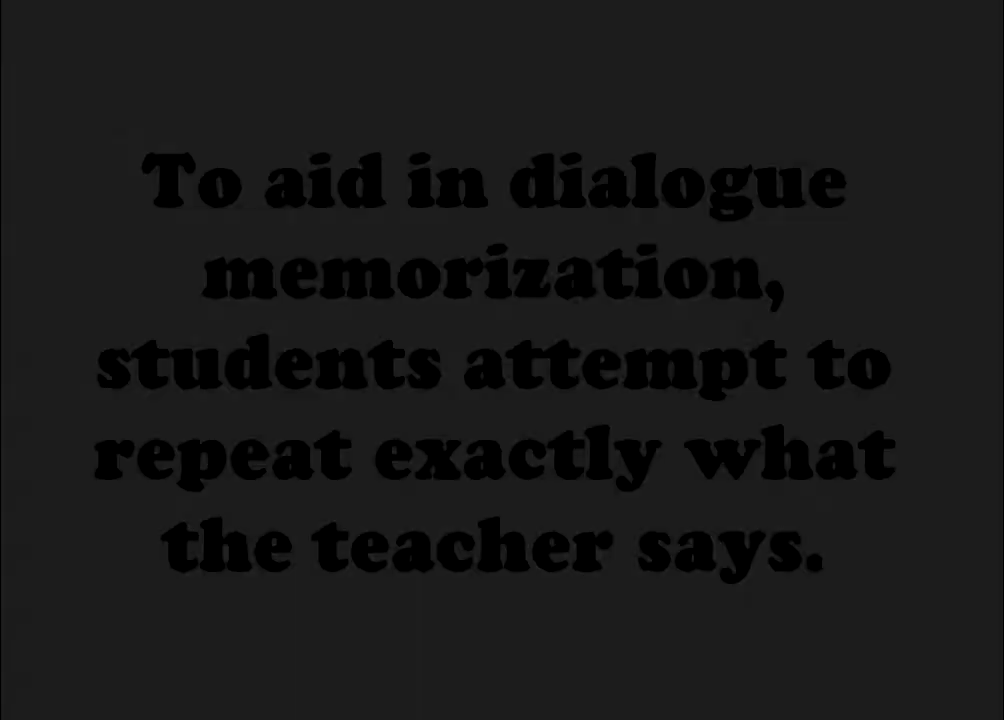 To aid in dialogue
memorization,
students attempt to
repeat exactly what
the teacher says.